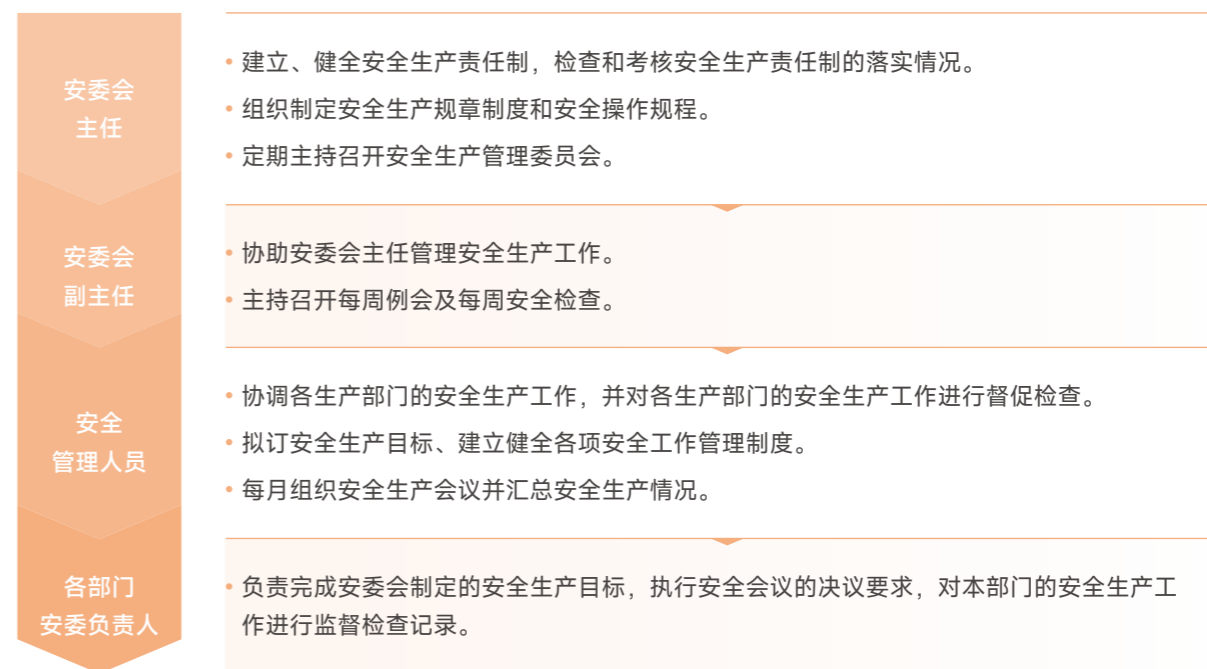 安委会
主任
• 建立、健全安全生产责任制，检查和考核安全生产责任制的落实情况。
• 组织制定安全生产规章制度和安全操作规程。
• 定期主持召开安全生产管理委员会。
安委会
副主任
• 协助安委会主任管理安全生产工作。
• 主持召开每周例会及每周安全检查。
安全
管理人员
• 协调各生产部门的安全生产工作，并对各生产部门的安全生产工作进行督促检查。
• 拟订安全生产目标、建立健全各项安全工作管理制度。
• 每月组织安全生产会议并汇总安全生产情况。
各部门
安委负责人
• 负责完成安委会制定的安全生产目标，执行安全会议的决议要求，对本部门的安全生产工
作进行监督检查记录。